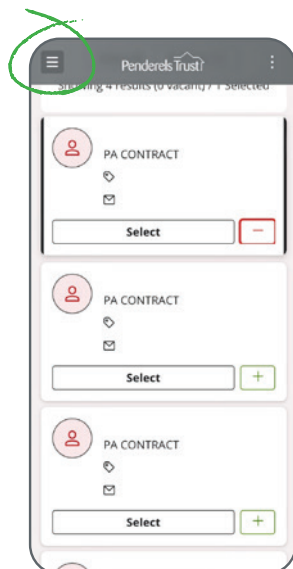 Penderels Trust
Showing 4 results (0 vacant) / 1 Selected
PA CONTRACT
Select
PA CONTRACT
Select
PA CONTRACT
Select